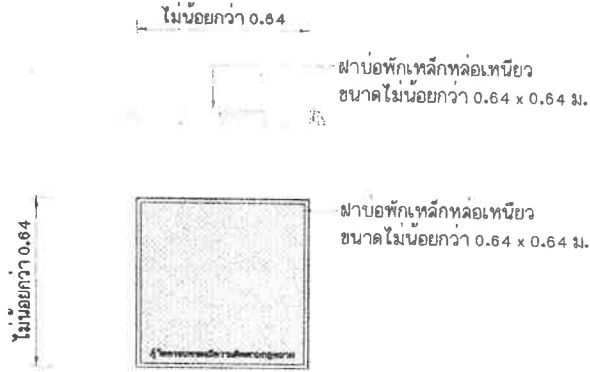 ไม่น้อยกว่า 0.64
ฝาบ่อพักเหล็กหล่อเหนียว
ขนาดไม่น้อยกว่า 0.64 x 0.64 ม.
ฝาบ่อพักเหล็กหล่อเหนียว
ขนาดไม่น้อยกว่า 0.64 x 0.64 ม.
ไม่น้อยกว่า 0.64